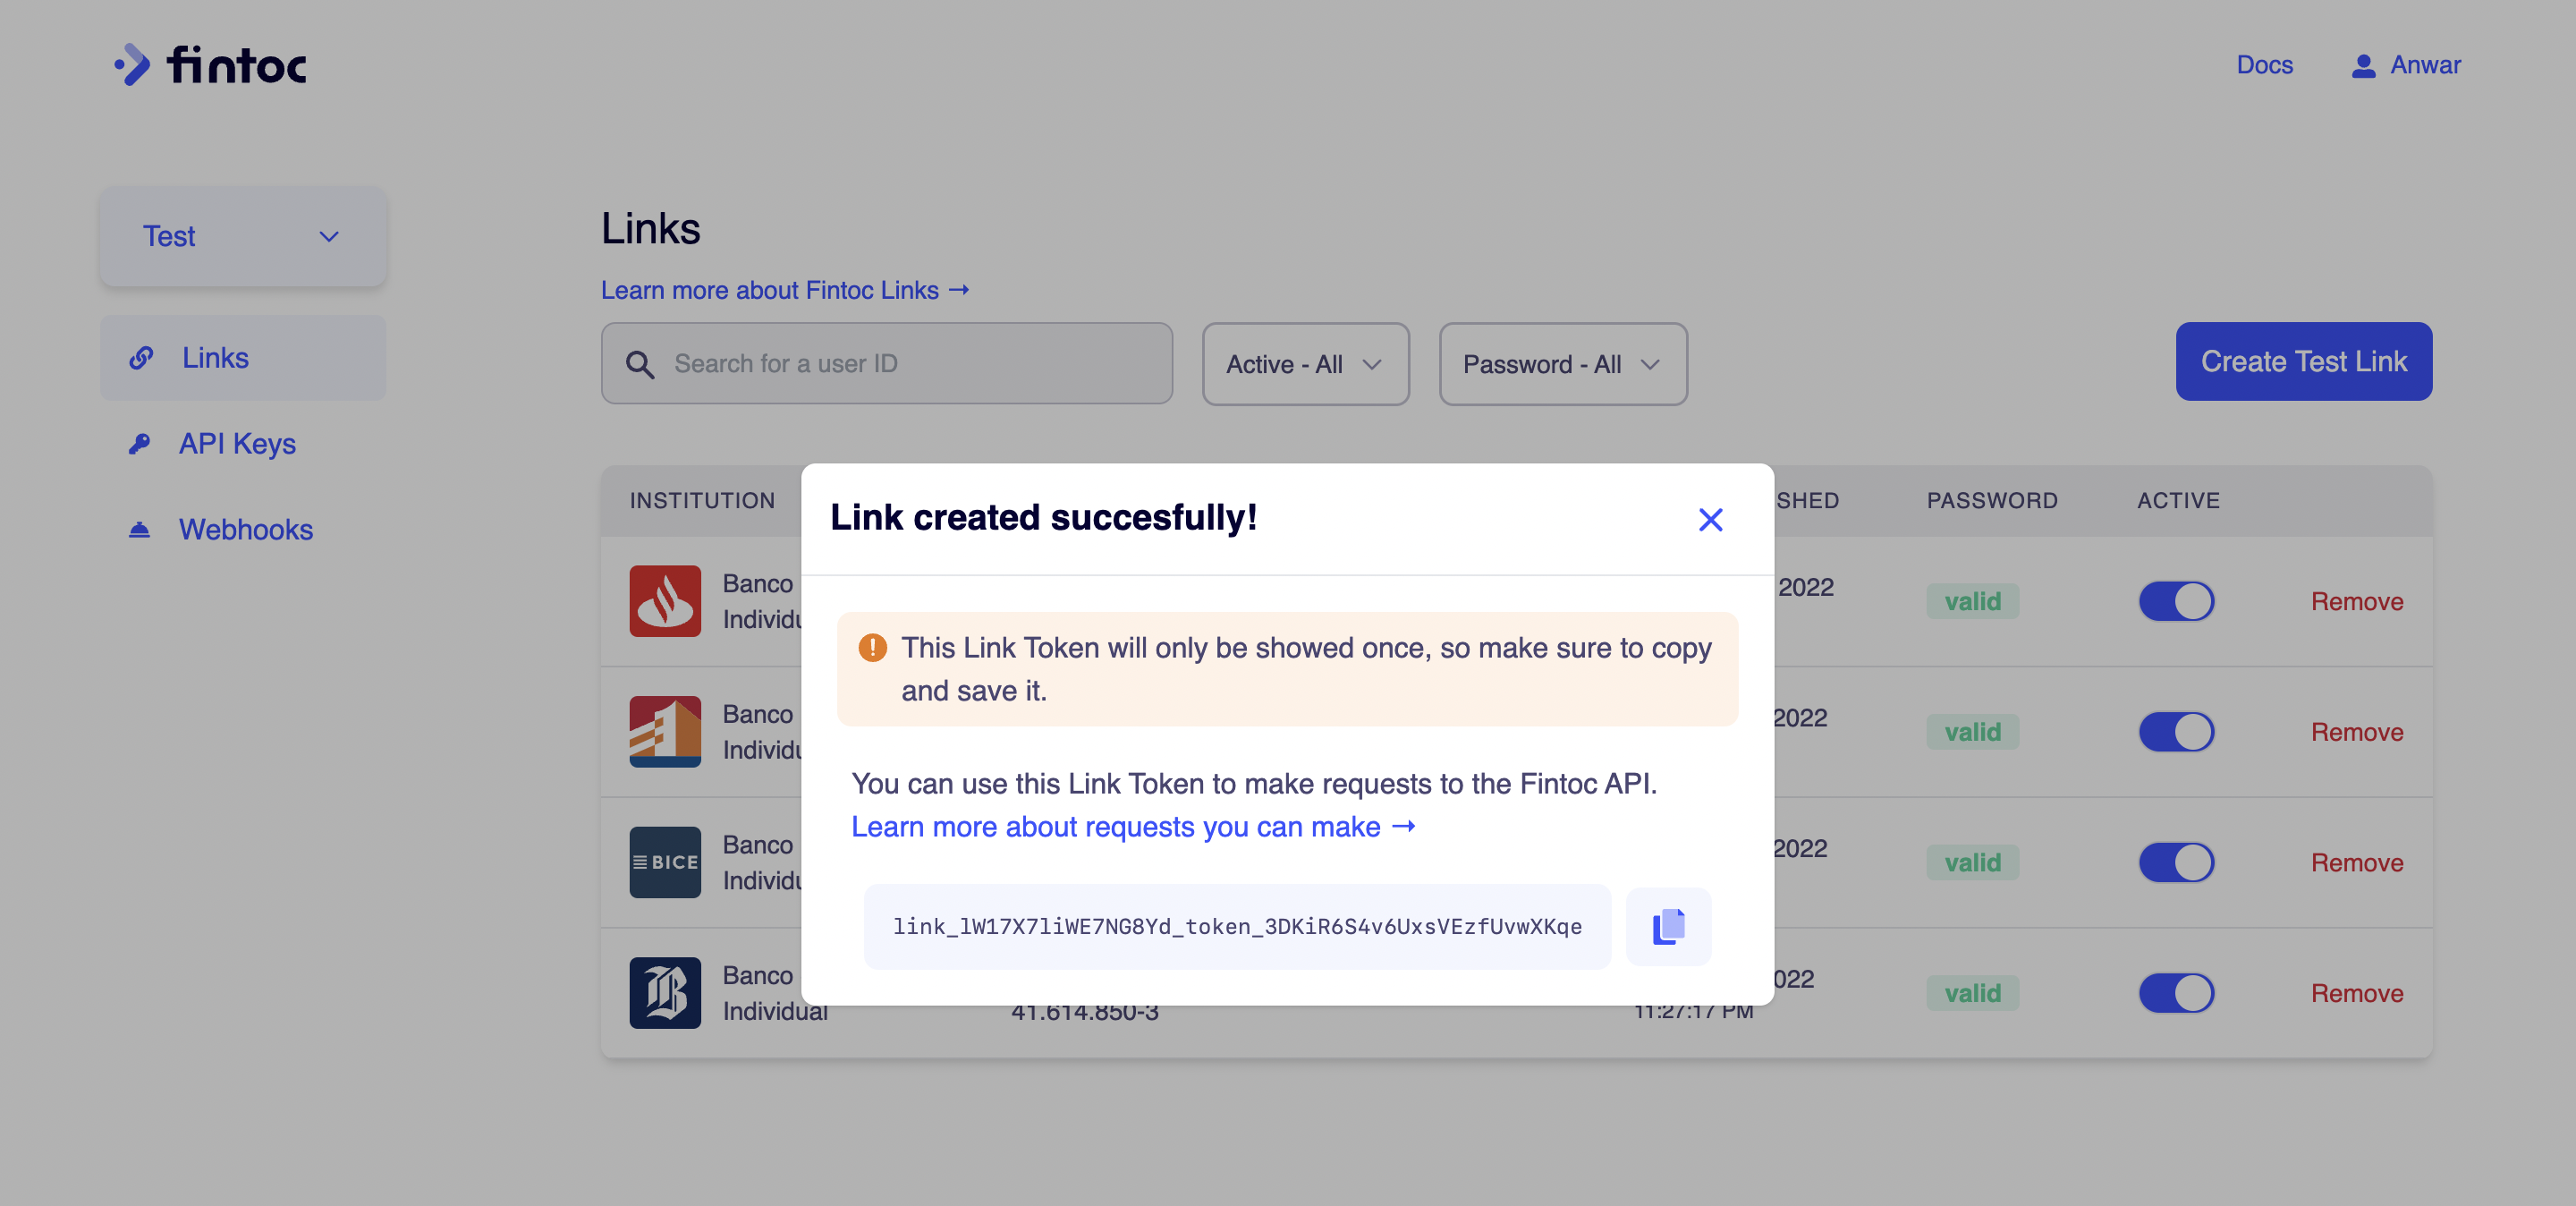 fintoc
Docs
Anwar
Test
Links
API Keys
Webhooks
Links
Learn more about Fintoc Links →
Search for a user ID
Active - All
Password - All
Create Test Link
INSTITUTION
SHED
PASSWORD
ACTIVE
Banco
Individu
2022
valid
Remove
Banco
Individu
2022
valid
Remove
BICE
Banco
Individu
2022
valid
Remove
B
Banco
Individual
41.614.850-3
022
11:27:17 PM
valid
Remove
Link created succesfully!
This Link Token will only be showed once, so make sure to copy
and save it.
You can use this Link Token to make requests to the Fintoc API.
Learn more about requests you can make →
link_lW17X7liWE7NG8Yd_token_3DKiR6S4v6UxsVEzfUvwXKqe